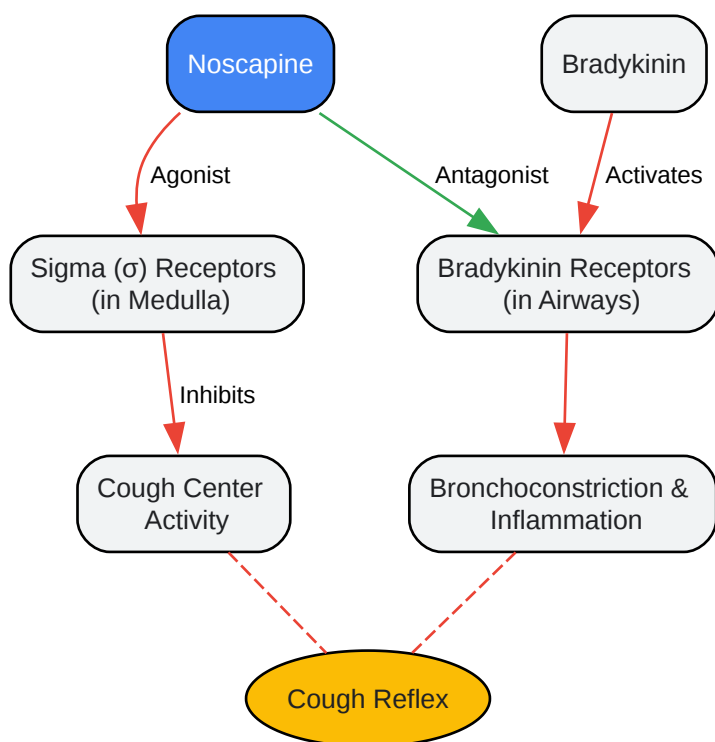 Noscapine
Bradykinin
Agonist
Antagonist
Activates
Sigma (σ) Receptors
(in Medulla)
Bradykinin Receptors
(in Airways)
Inhibits
Cough Center
Activity
Bronchoconstriction &
Inflammation
Cough Reflex